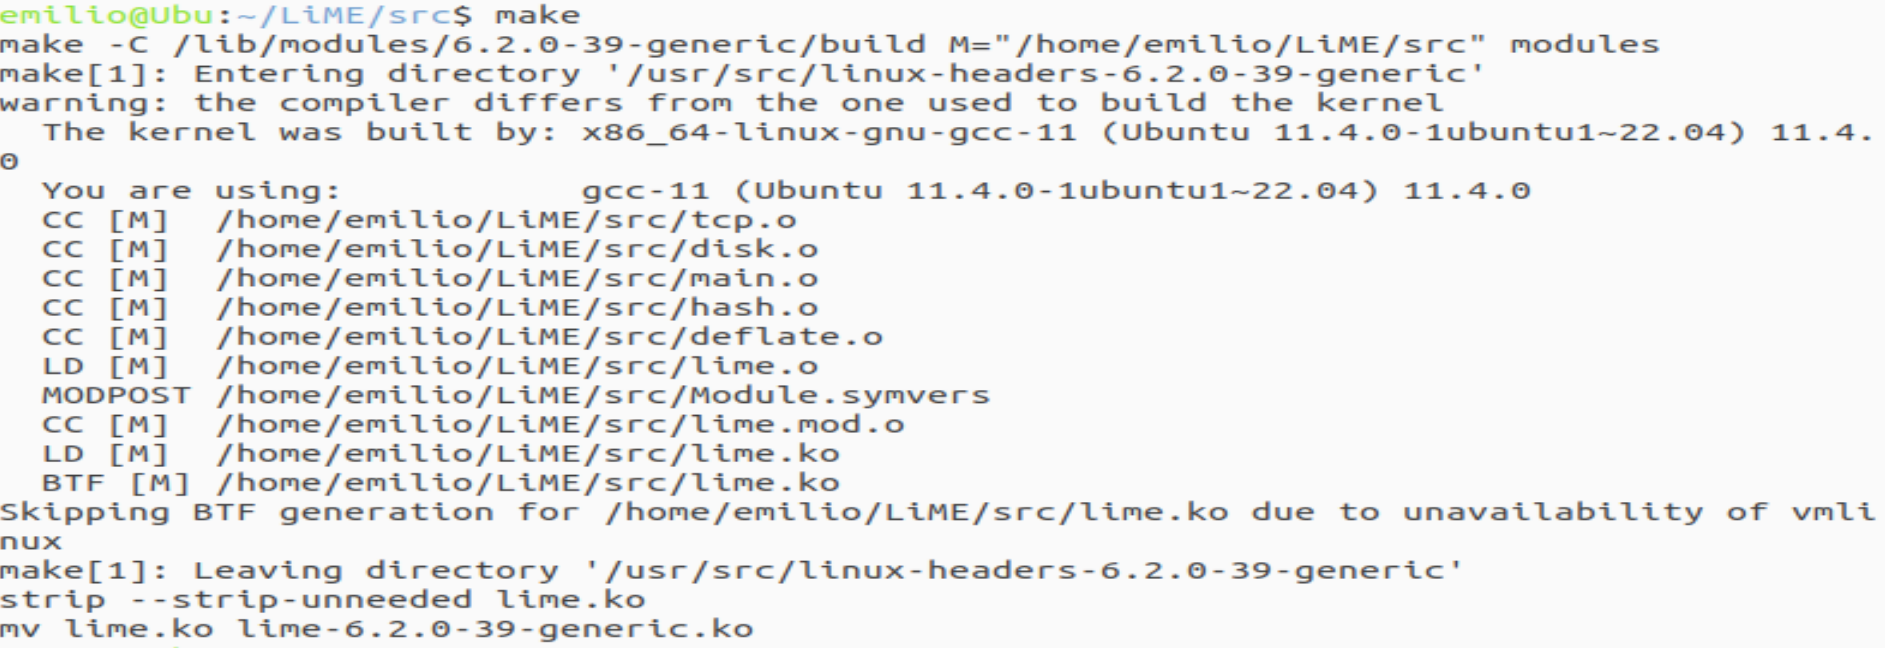 emilio@Ubu:~/LiME/src$ make
make -C /lib/modules/6.2.0-39-generic/build M="/home/emilio/LiME/src" modules
make[1]: Entering directory '/usr/src/linux-headers-6.2.0-39-generic'
warning: the compiler differs from the one used to build the kernel
  The kernel was built by: x86_64-linux-gnu-gcc-11 (Ubuntu 11.4.0-1ubuntu1~22.04) 11.4.
0
  You are using:           gcc-11 (Ubuntu 11.4.0-1ubuntu1~22.04) 11.4.0
  CC [M]  /home/emilio/LiME/src/tcp.o
  CC [M]  /home/emilio/LiME/src/disk.o
  CC [M]  /home/emilio/LiME/src/main.o
  CC [M]  /home/emilio/LiME/src/hash.o
  CC [M]  /home/emilio/LiME/src/deflate.o
  LD [M]  /home/emilio/LiME/src/lime.o
  MODPOST /home/emilio/LiME/src/Module.symvers
  CC [M]  /home/emilio/LiME/src/lime.mod.o
  LD [M]  /home/emilio/LiME/src/lime.ko
  BTF [M] /home/emilio/LiME/src/lime.ko
Skipping BTF generation for /home/emilio/LiME/src/lime.ko due to unavailability of vmli
nux
make[1]: Leaving directory '/usr/src/linux-headers-6.2.0-39-generic'
strip --strip-unneeded lime.ko
mv lime.ko lime-6.2.0-39-generic.ko